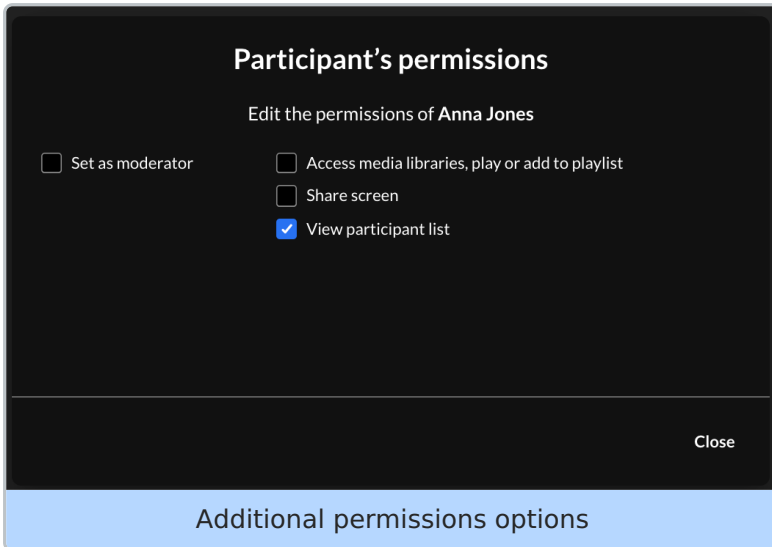 Participant’s permissions
Edit the permissions of Anna Jones
Set as moderator
Access media libraries, play or add to playlist
Share screen
View participant list
Close
Additional permissions options